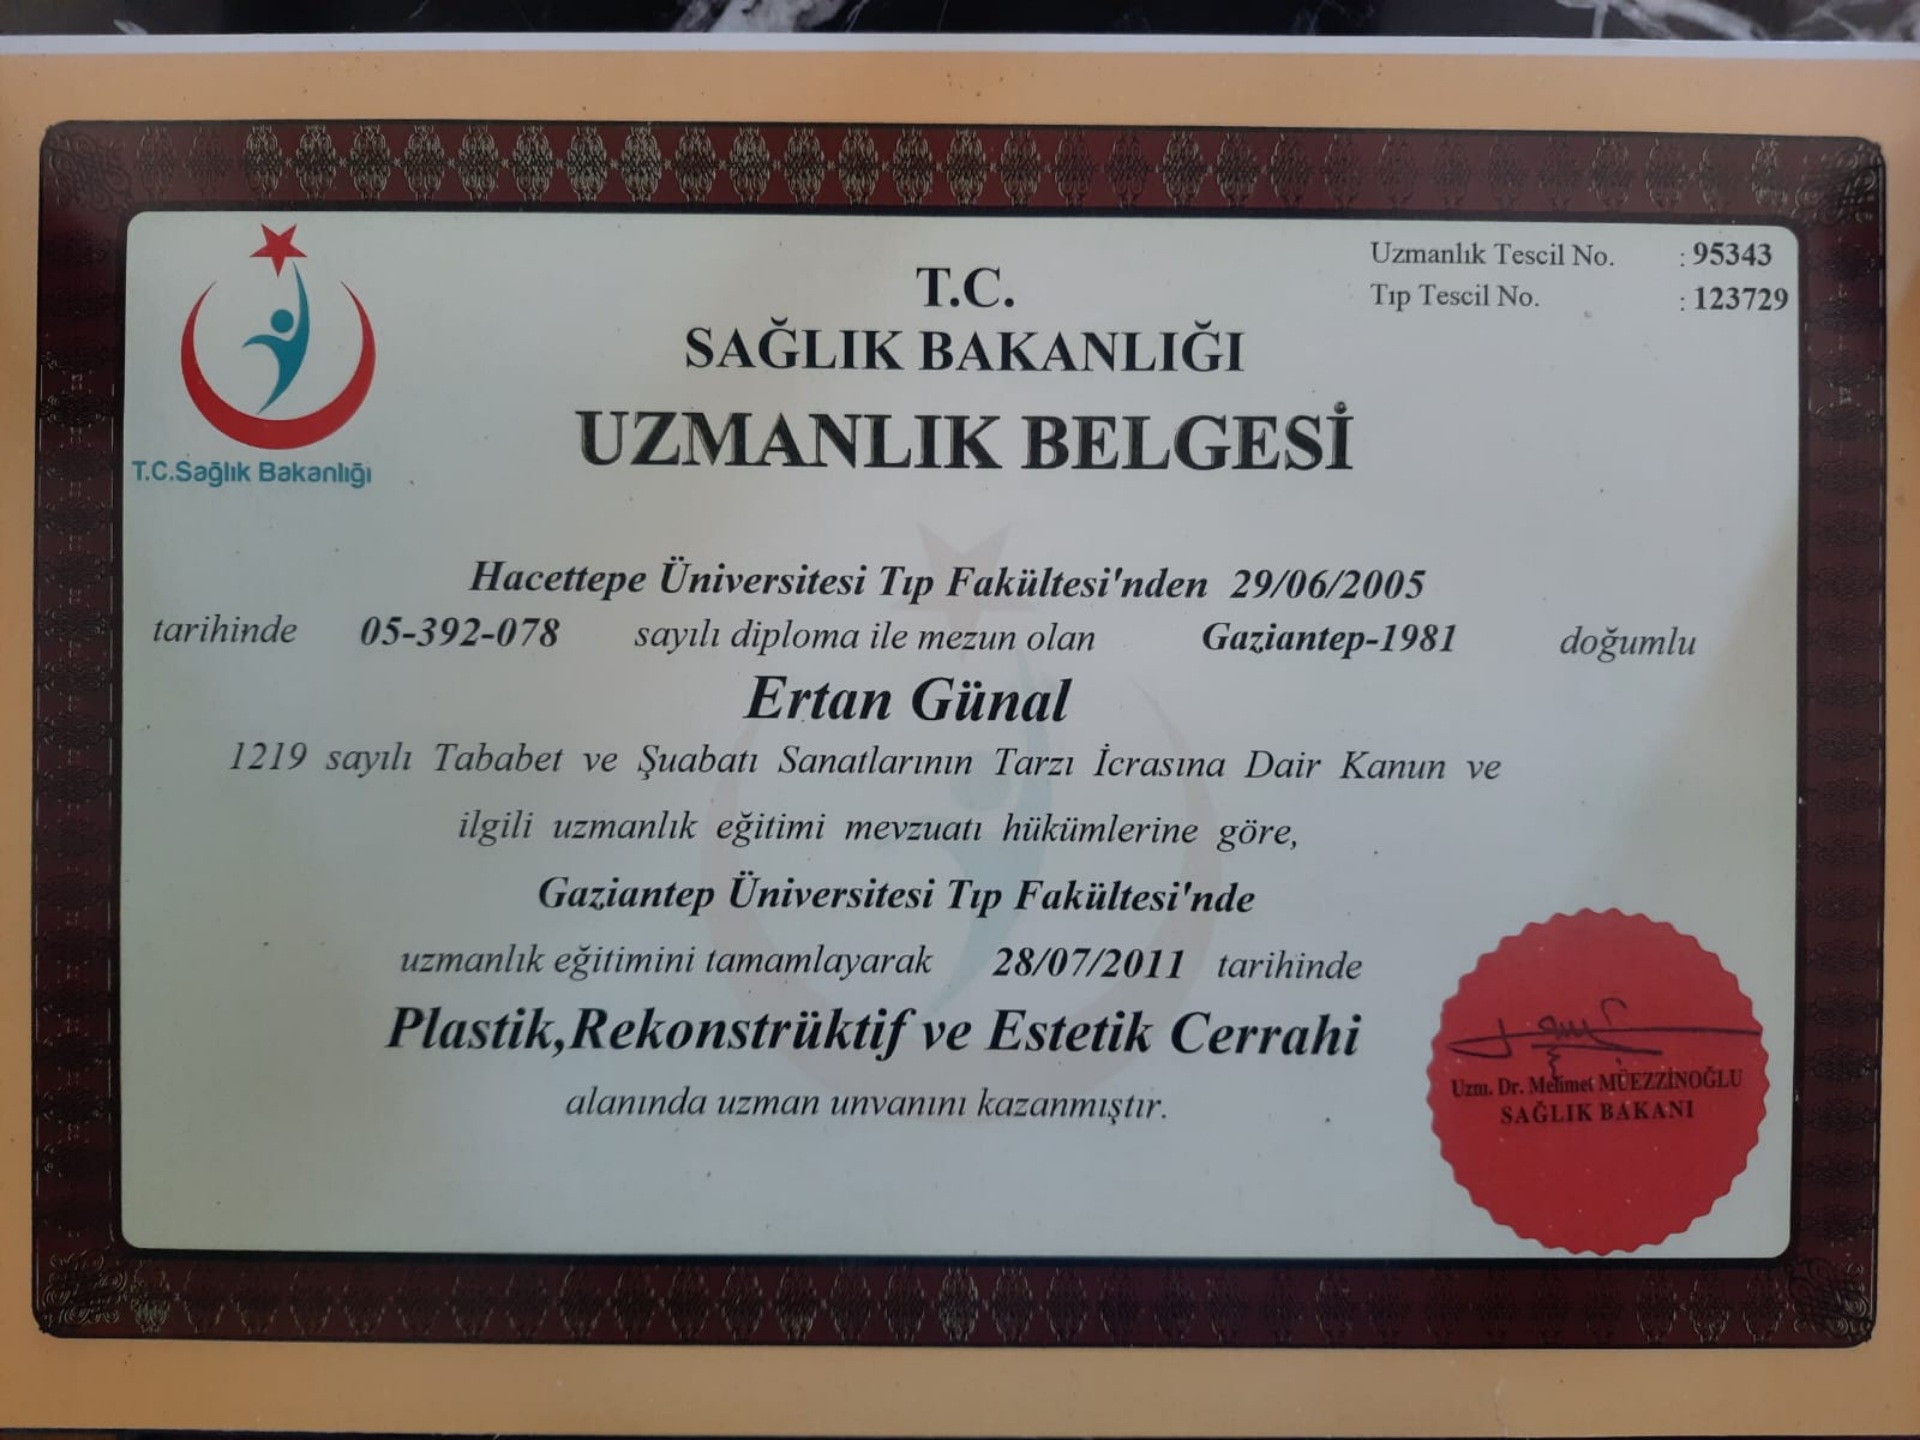 Uzmanlık Tescil No. : 95343
Tıp Tescil No. : 123729
T.C.Sağlık Bakanlığı
T.C.
SAĞLIK BAKANLIĞI
UZMANLIK BELGESİ
Hacettepe Üniversitesi Tıp Fakültesi'nden 29/06/2005
tarihinde 05-392-078 sayılı diploma ile mezun olan Gaziantep-1981 doğumlu
Ertan Günal
1219 sayılı Tababet ve Şuabatı Sanatlarının Tarzı İcrasına Dair Kanun ve
ilgili uzmanlık eğitimi mevzuatı hükümlerine göre,
Gaziantep Üniversitesi Tıp Fakültesi'nde
uzmanlık eğitimini tamamlayarak 28/07/2011 tarihinde
Plastik,Rekonstrüktif ve Estetik Cerrahi
alanında uzman unvanını kazanmıştır.
Uzm. Dr. Mehmet MÜEZZİNOĞLU
SAĞLIK BAKANI